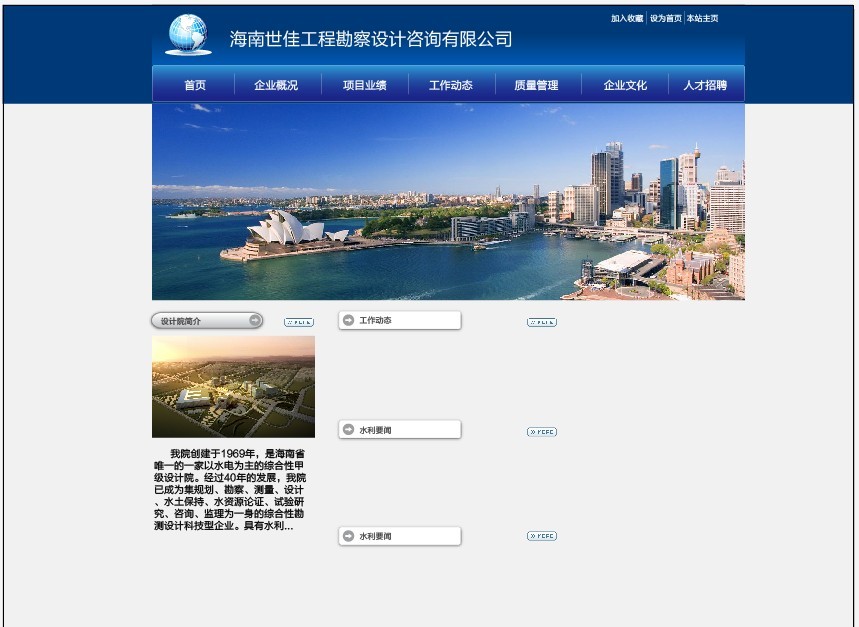 加入收藏 设为首页 本站主页
海南世佳工程勘察设计咨询有限公司
首页 企业概况 项目业绩 工作动态 质量管理 企业文化 人才招聘
设计院简介 >> MORE 工作动态 >> MORE
水利要闻 >> MORE
我院创建于1969年，是海南省
唯一的一家以水电为主的综合性甲
级设计院。经过40年的发展，我院
已成为集规划、勘察、测量、设计
、水土保持、水资源论证、试验研
究、咨询、监理为一身的综合性勘
测设计科技型企业。具有水利...
水利要闻 >> MORE